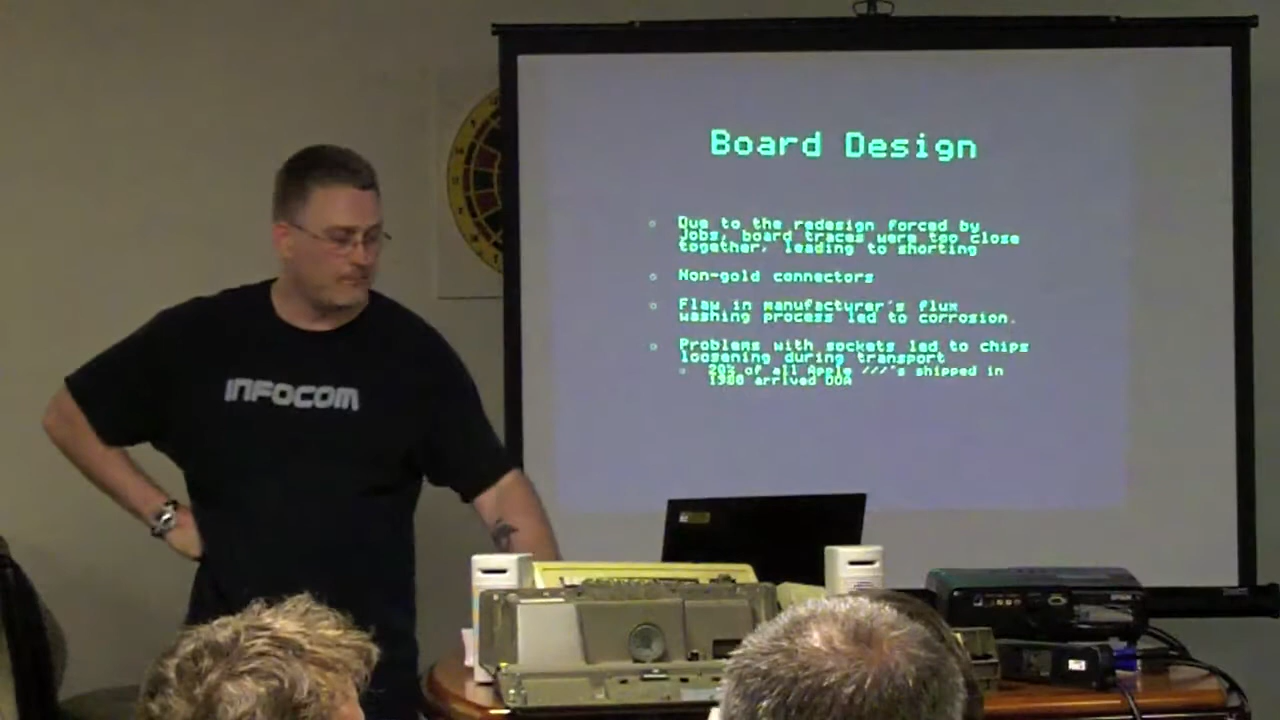 Board Design
Due to the redesign forced by
Jobs, board traces were too close
together, leading to shorting
Non-gold connectors
Flaw in manufacturer's flux
washing process led to corrosion.
Problems with sockets led to chips
loosening during transport
20% of all Apple ///'s shipped in
1980 arrived DOA
INFOCOM
EPSON